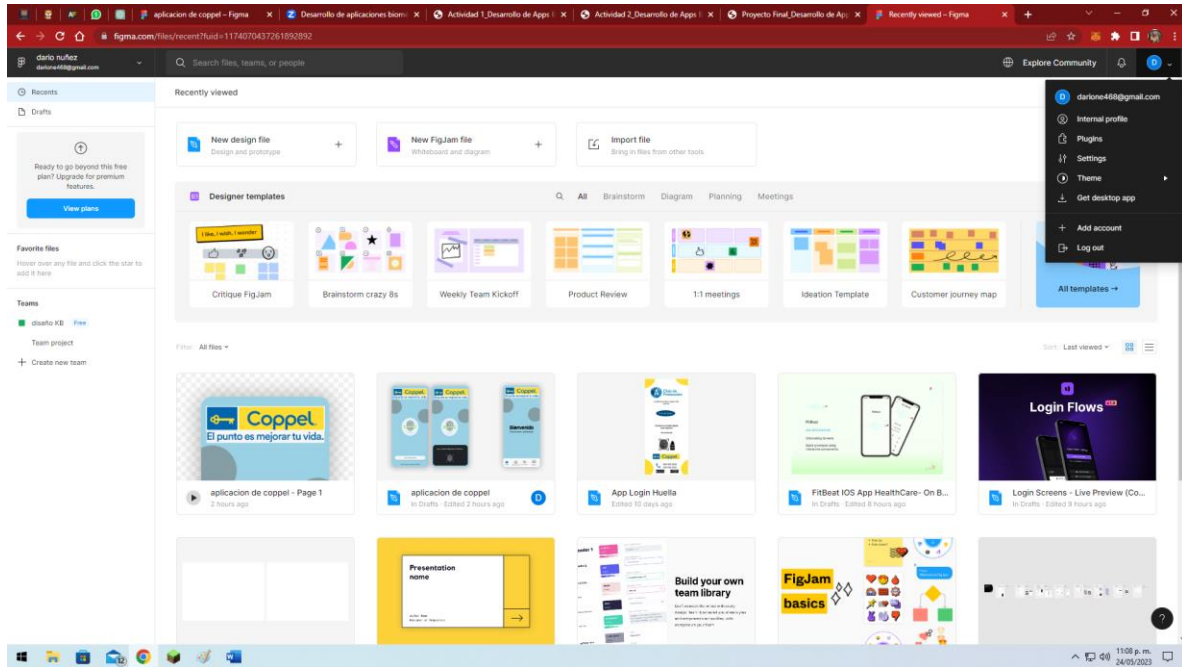 aplicacion de coppel – Figma
Desarrollo de aplicaciones biom
Actividad 1_Desarrollo de Apps
Actividad 2_Desarrollo de Apps
Proyecto Final_Desarrollo de Ap
Recently viewed – Figma
figma.com/files/recent?fuid=1174070437261892892
dario nuñez
darione468@gmail.com
Search files, teams, or people
Explore Community
D
Recents
Drafts
Ready to go beyond this free
plan? Upgrade for premium
features.
View plans
Favorite files
Hover over any file and click the star to
add it here
Teams
diseño KB Free
Team project
Create new team
Recently viewed
New design file
Design and prototype
New FigJam file
Whiteboard and diagram
Import file
Bring in files from other tools
D darione468@gmail.com
Internal profile
Plugins
Settings
Theme
Get desktop app
Add account
Log out
Designer templates
All Brainstorm Diagram Planning Meetings
I like, I wish, I wonder
Critique FigJam
Brainstorm crazy 8s
Weekly Team Kickoff
Product Review
1:1 meetings
Ideation Template
Customer journey map
All templates →
Filter: All files
Sort: Last viewed
Coppel
El punto es mejorar tu vida.
aplicacion de coppel - Page 1
2 hours ago
Coppel
Coppel
Coppel
Bienvenido
aplicacion de coppel
In Drafts · Edited 2 hours ago
D
Coppel
App Login Huella
Edited 10 days ago
FitBeat
FitBeat IOS App HealthCare- On B...
In Drafts · Edited 8 hours ago
Login Flows
Login Screens - Live Preview (Co...
In Drafts · Edited 9 hours ago
Presentation
name
Build your own
team library
FigJam
basics
?
12
11:08 p. m.
24/05/2023